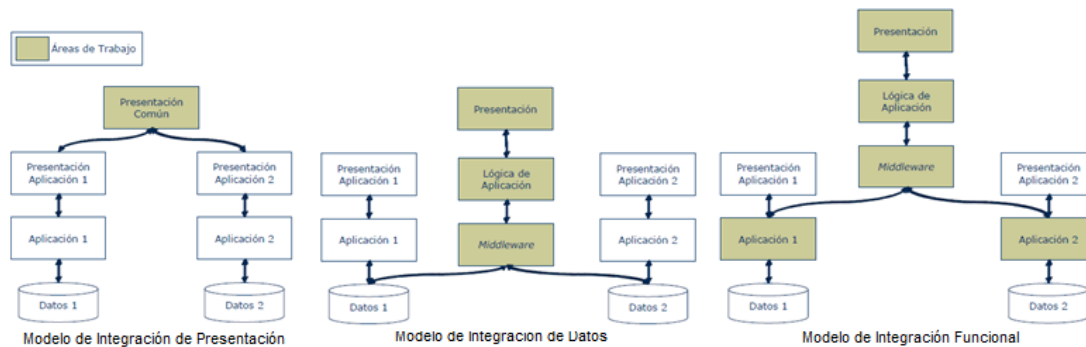 Áreas de Trabajo
Presentación
Común
Presentación
Aplicación 1
Presentación
Aplicación 2
Aplicación 1
Aplicación 2
Datos 1
Datos 2
Modelo de Integración de Presentación
Presentación
Lógica de
Aplicación
Middleware
Presentación
Aplicación 1
Presentación
Aplicación 2
Aplicación 1
Aplicación 2
Datos 1
Datos 2
Modelo de Integracion de Datos
Presentación
Lógica de
Aplicación
Middleware
Presentación
Aplicación 1
Presentación
Aplicación 2
Aplicación 1
Aplicación 2
Datos 1
Datos 2
Modelo de Integración Funcional